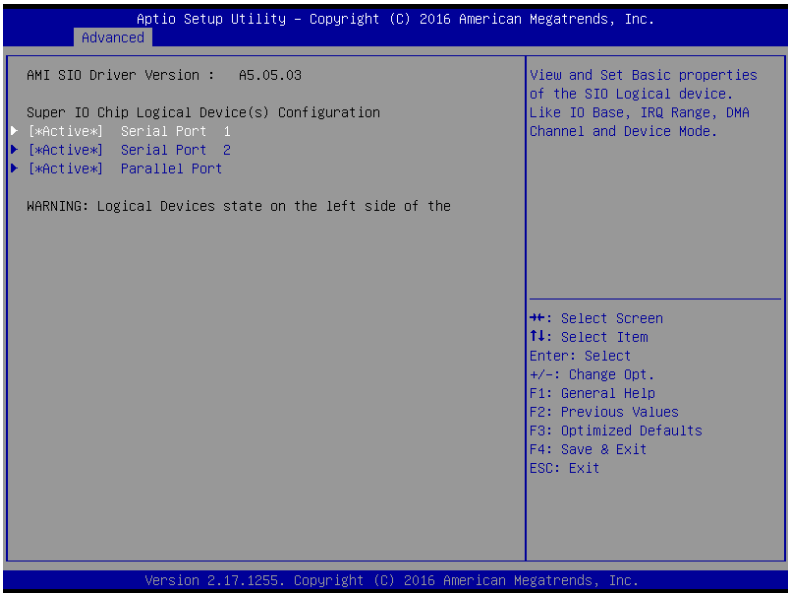 Aptio Setup Utility – Copyright (C) 2016 American Megatrends, Inc.
Advanced
AMI SIO Driver Version :   A5.05.03
Super IO Chip Logical Device(s) Configuration
[*Active*]   Serial Port  1
[*Active*]   Serial Port  2
[*Active*]   Parallel Port
WARNING: Logical Devices state on the left side of the
View and Set Basic properties
of the SIO Logical device.
Like IO Base, IRQ Range, DMA
Channel and Device Mode.
→←: Select Screen
↑↓: Select Item
Enter: Select
+/-: Change Opt.
F1: General Help
F2: Previous Values
F3: Optimized Defaults
F4: Save & Exit
ESC: Exit
Version 2.17.1255. Copyright (C) 2016 American Megatrends, Inc.